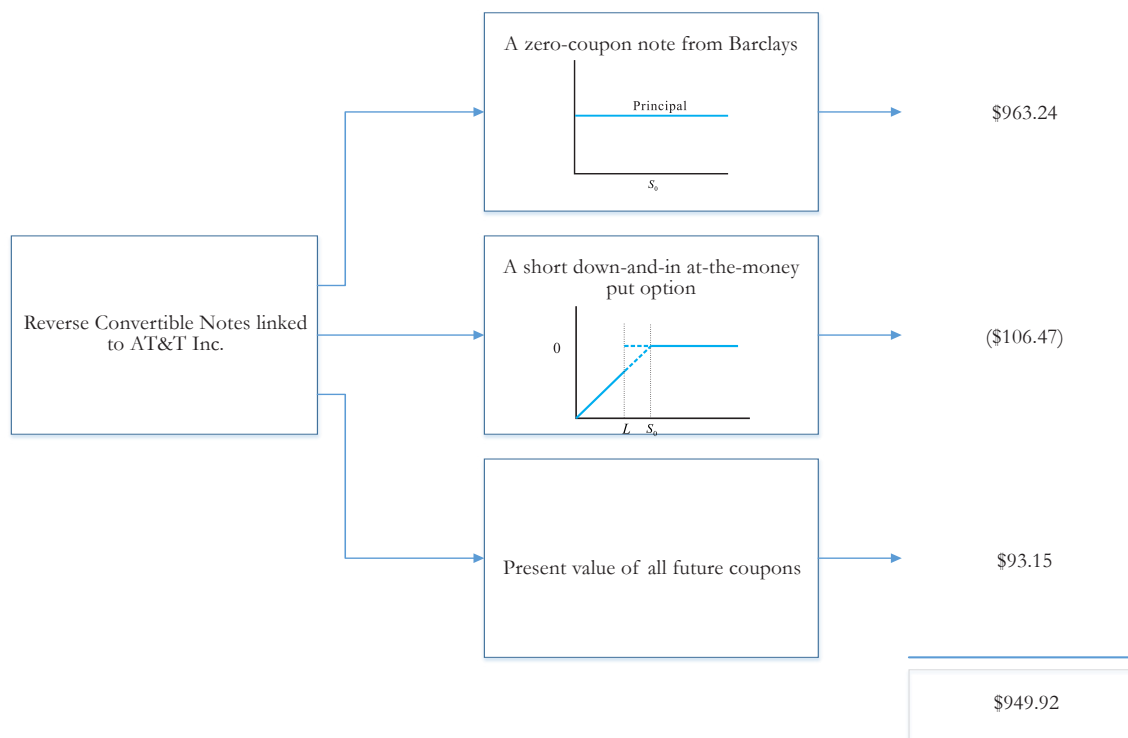 A zero-coupon note from Barclays
Principal
S₀
$963.24
Reverse Convertible Notes linked
to AT&T Inc.
A short down-and-in at-the-money
put option
0
L S₀
($106.47)
Present value of all future coupons
$93.15
$949.92